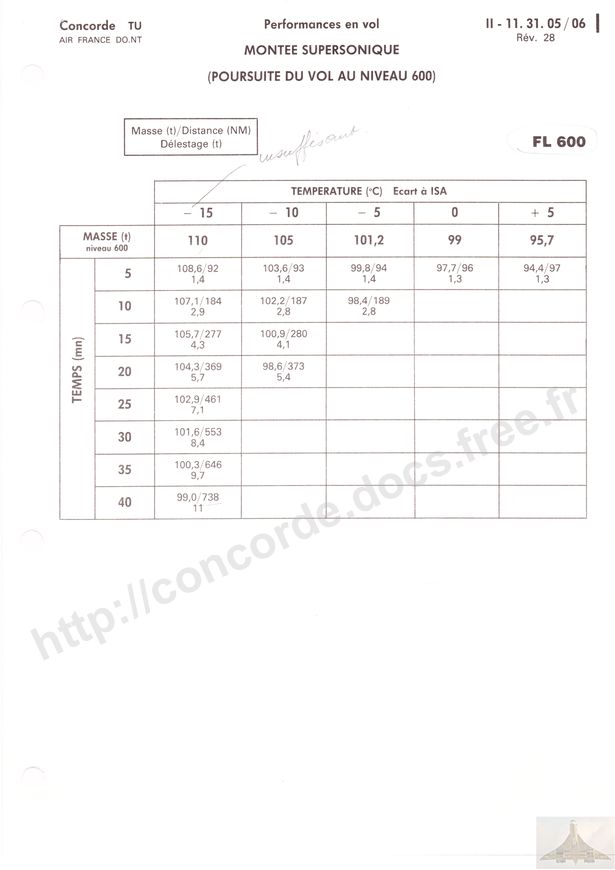 Concorde TU
AIR FRANCE DO.NT
Performances en vol
MONTEE SUPERSONIQUE
(POURSUITE DU VOL AU NIVEAU 600)
II - 11. 31. 05 / 06
Rév. 28
Masse (t)/Distance (NM)
Délestage (t)
insuffisant
FL 600
TEMPERATURE (°C) Ecart à ISA
- 15 - 10 - 5 0 + 5
MASSE (t) 110 105 101,2 99 95,7
niveau 600
TEMPS (mn)
5 108,6/92 103,6/93 99,8/94 97,7/96 94,4/97
1,4 1,4 1,4 1,3 1,3
10 107,1/184 102,2/187 98,4/189
2,9 2,8 2,8
15 105,7/277 100,9/280
4,3 4,1
20 104,3/369 98,6/373
5,7 5,4
25 102,9/461
7,1
30 101,6/553
8,4
35 100,3/646
9,7
40 99,0/738
11
http://concorde.docs.free.fr